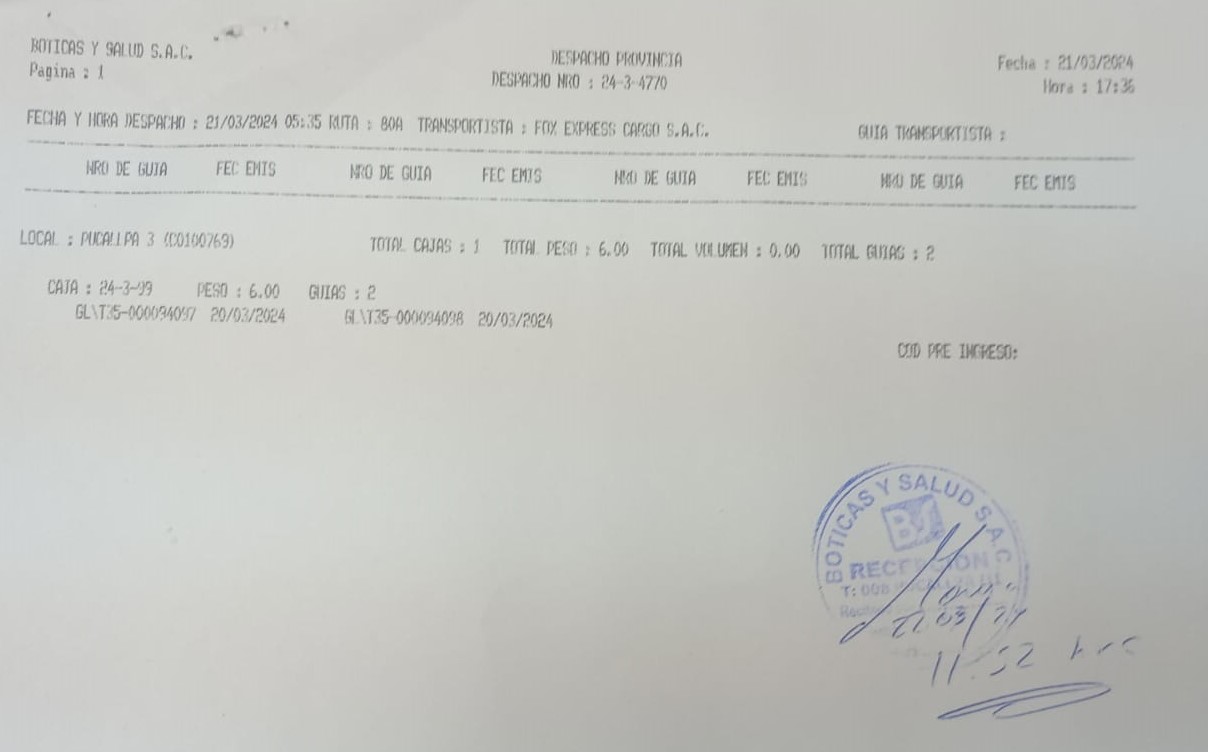 BOTICAS Y SALUD S.A.C.
Pagina : 1
DESPACHO PROVINCIA
DESPACHO NRO : 24-3-4770
Fecha : 21/03/2024
Hora : 17:36
FECHA Y HORA DESPACHO : 21/03/2024 05:35 RUTA : 80A TRANSPORTISTA : FOX EXPRESS CARGO S.A.C. GUIA TRANSPORTISTA :
NRO DE GUIA FEC EMIS NRO DE GUIA FEC EMIS NRO DE GUIA FEC EMIS NRO DE GUIA FEC EMIS
LOCAL : PUCALLPA 3 (C0100769) TOTAL CAJAS : 1 TOTAL PESO : 6.00 TOTAL VOLUMEN : 0.00 TOTAL GUIAS : 2
CAJA : 24-3-99 PESO : 6.00 GUIAS : 2
GL\T35-000094097 20/03/2024 GL\T35-000094098 20/03/2024
COD PRE INGRESO:
BOTICAS Y SALUD S.A.C.
RECEPCION
11:52 hrs